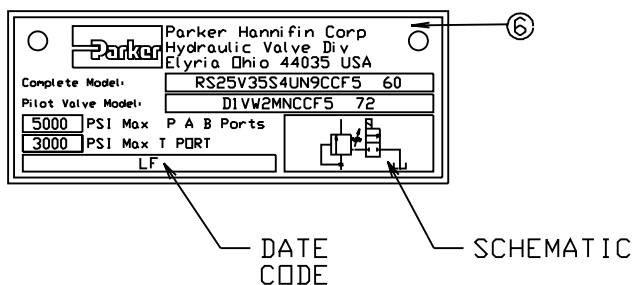 6
Parker Hannifin Corp
Parker
Hydraulic Valve Div
Elyria Ohio 44035 USA
Complete Model: RS25V35S4UN9CCF5 60
Pilot Valve Model: D1VW2MNCCF5 72
5000 PSI Max P A B Ports
3000 PSI Max T PORT
LF
DATE CODE
SCHEMATIC